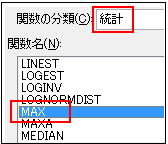 関数の分類(C): 統計
関数名(N):
LINEST
LOGEST
LOGINV
LOGNORMDIST
MAX
MAXA
MEDIAN